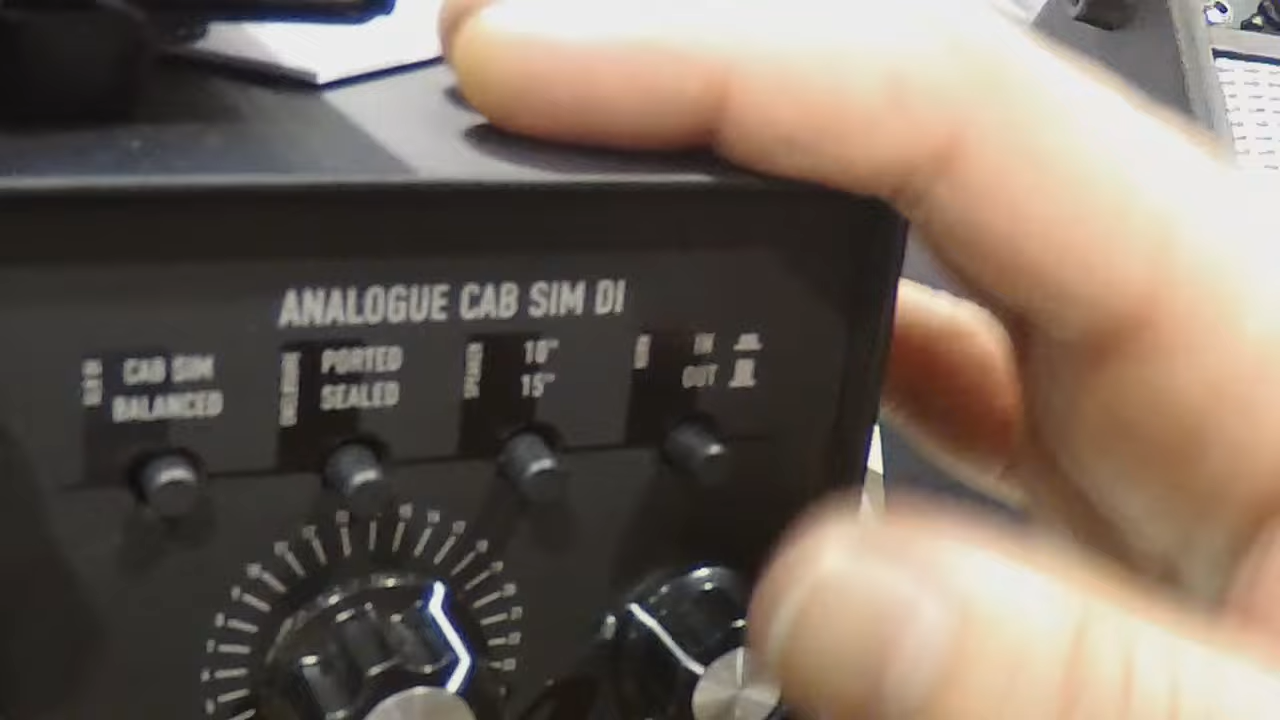 ANALOGUE CAB SIM DI
CAB SIM
BALANCED
PORTED
SEALED
10"
15"
IN
OUT